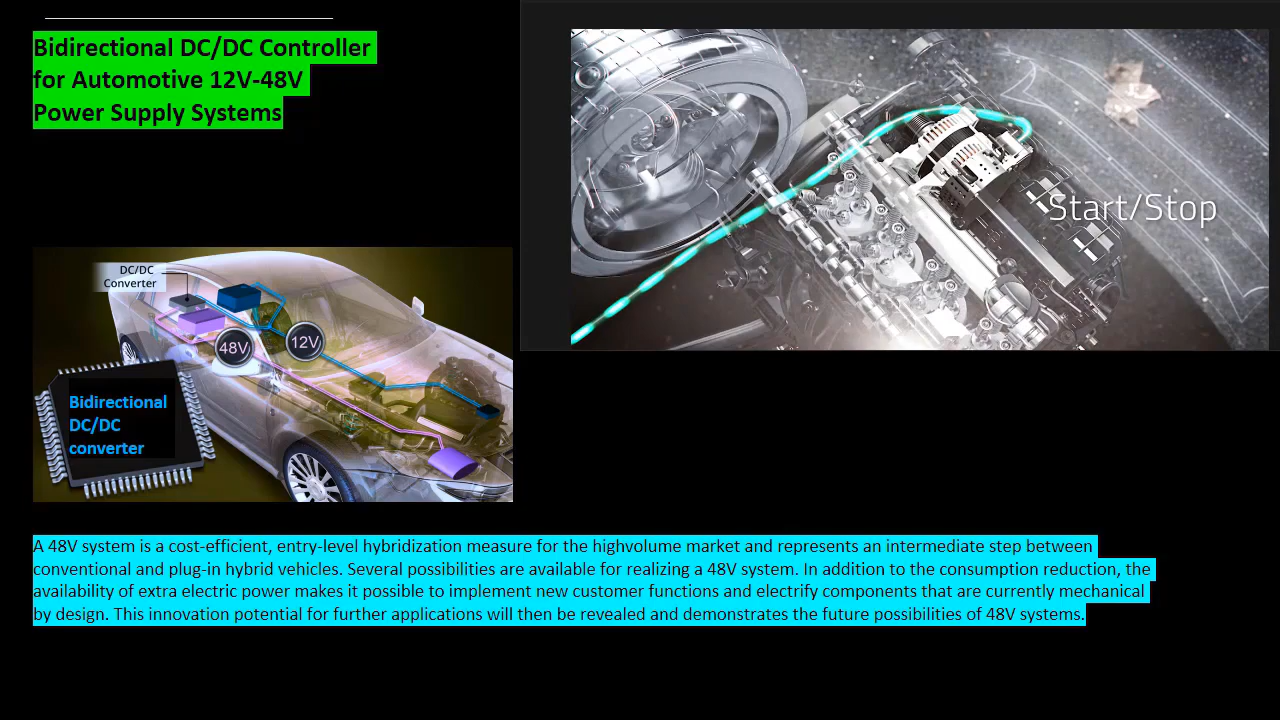 Bidirectional DC/DC Controller
for Automotive 12V-48V
Power Supply Systems
Start/Stop
DC/DC
Converter
48V
12V
Bidirectional
DC/DC
converter
A 48V system is a cost-efficient, entry-level hybridization measure for the highvolume market and represents an intermediate step between
conventional and plug-in hybrid vehicles. Several possibilities are available for realizing a 48V system. In addition to the consumption reduction, the
availability of extra electric power makes it possible to implement new customer functions and electrify components that are currently mechanical
by design. This innovation potential for further applications will then be revealed and demonstrates the future possibilities of 48V systems.